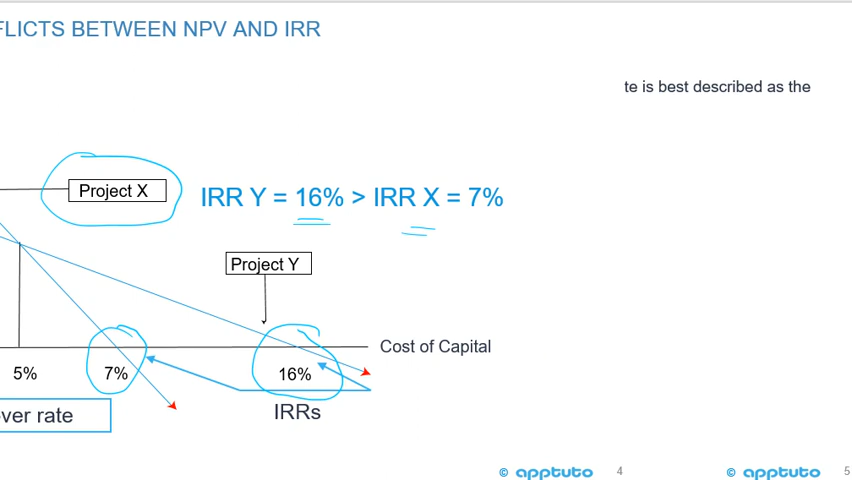 FLICTS BETWEEN NPV AND IRR
te is best described as the
Project X
IRR Y = 16% > IRR X = 7%
Project Y
Cost of Capital
5%
7%
16%
over rate
IRRs
© apptuto
4
© apptuto
5